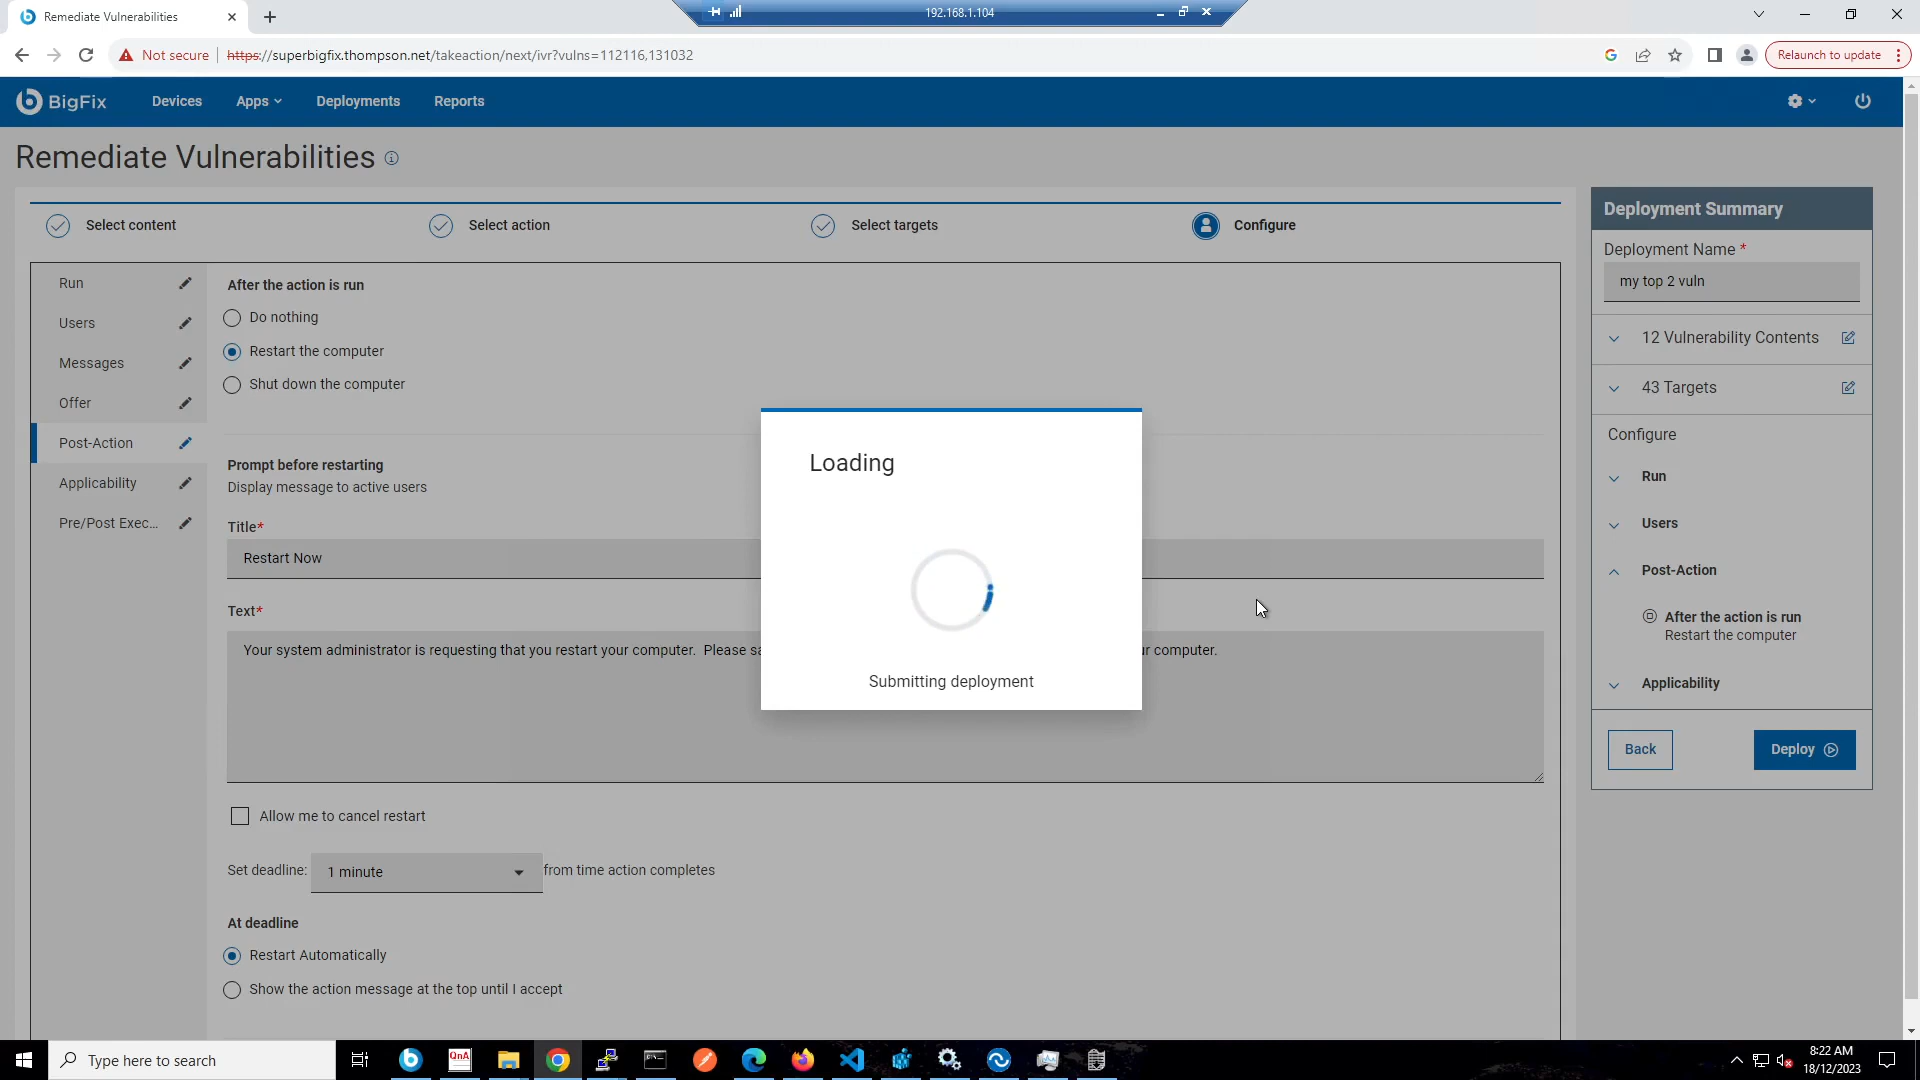 Remediate Vulnerabilities
192.168.1.104
Not secure
https://superbigfix.thompson.net/takeaction/next/ivr?vulns=112116,131032
Relaunch to update
BigFix
Devices
Apps
Deployments
Reports
Remediate Vulnerabilities
Select content
Select action
Select targets
Configure
Run
Users
Messages
Offer
Post-Action
Applicability
Pre/Post Exec...
After the action is run
Do nothing
Restart the computer
Shut down the computer
Prompt before restarting
Display message to active users
Title*
Restart Now
Text*
Your system administrator is requesting that you restart your computer.  Please sa
computer.
Allow me to cancel restart
Set deadline:
1 minute
from time action completes
At deadline
Restart Automatically
Show the action message at the top until I accept
Loading
Submitting deployment
Deployment Summary
Deployment Name *
my top 2 vuln
12 Vulnerability Contents
43 Targets
Configure
Run
Users
Post-Action
After the action is run
Restart the computer
Applicability
Back
Deploy
Type here to search
QnA
8:22 AM
18/12/2023